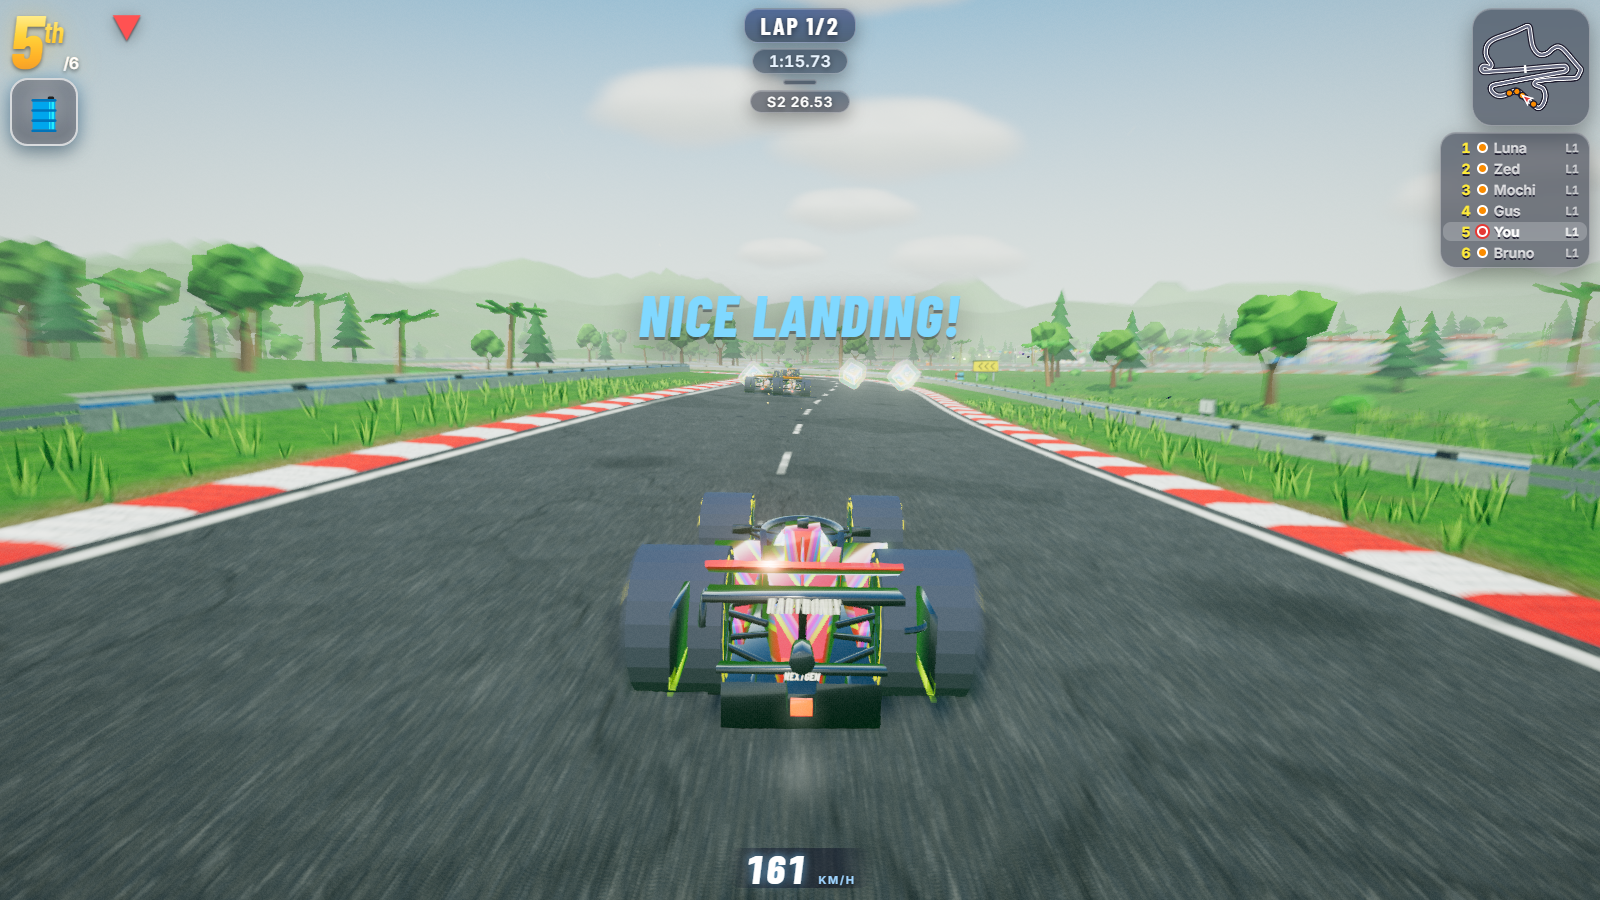 5th
/6
LAP 1/2
1:15.73
S2 26.53
1 Luna L1
2 Zed L1
3 Mochi L1
4 Gus L1
5 You L1
6 Bruno L1
NICE LANDING!
<<<
NEXTGEN
161 KM/H